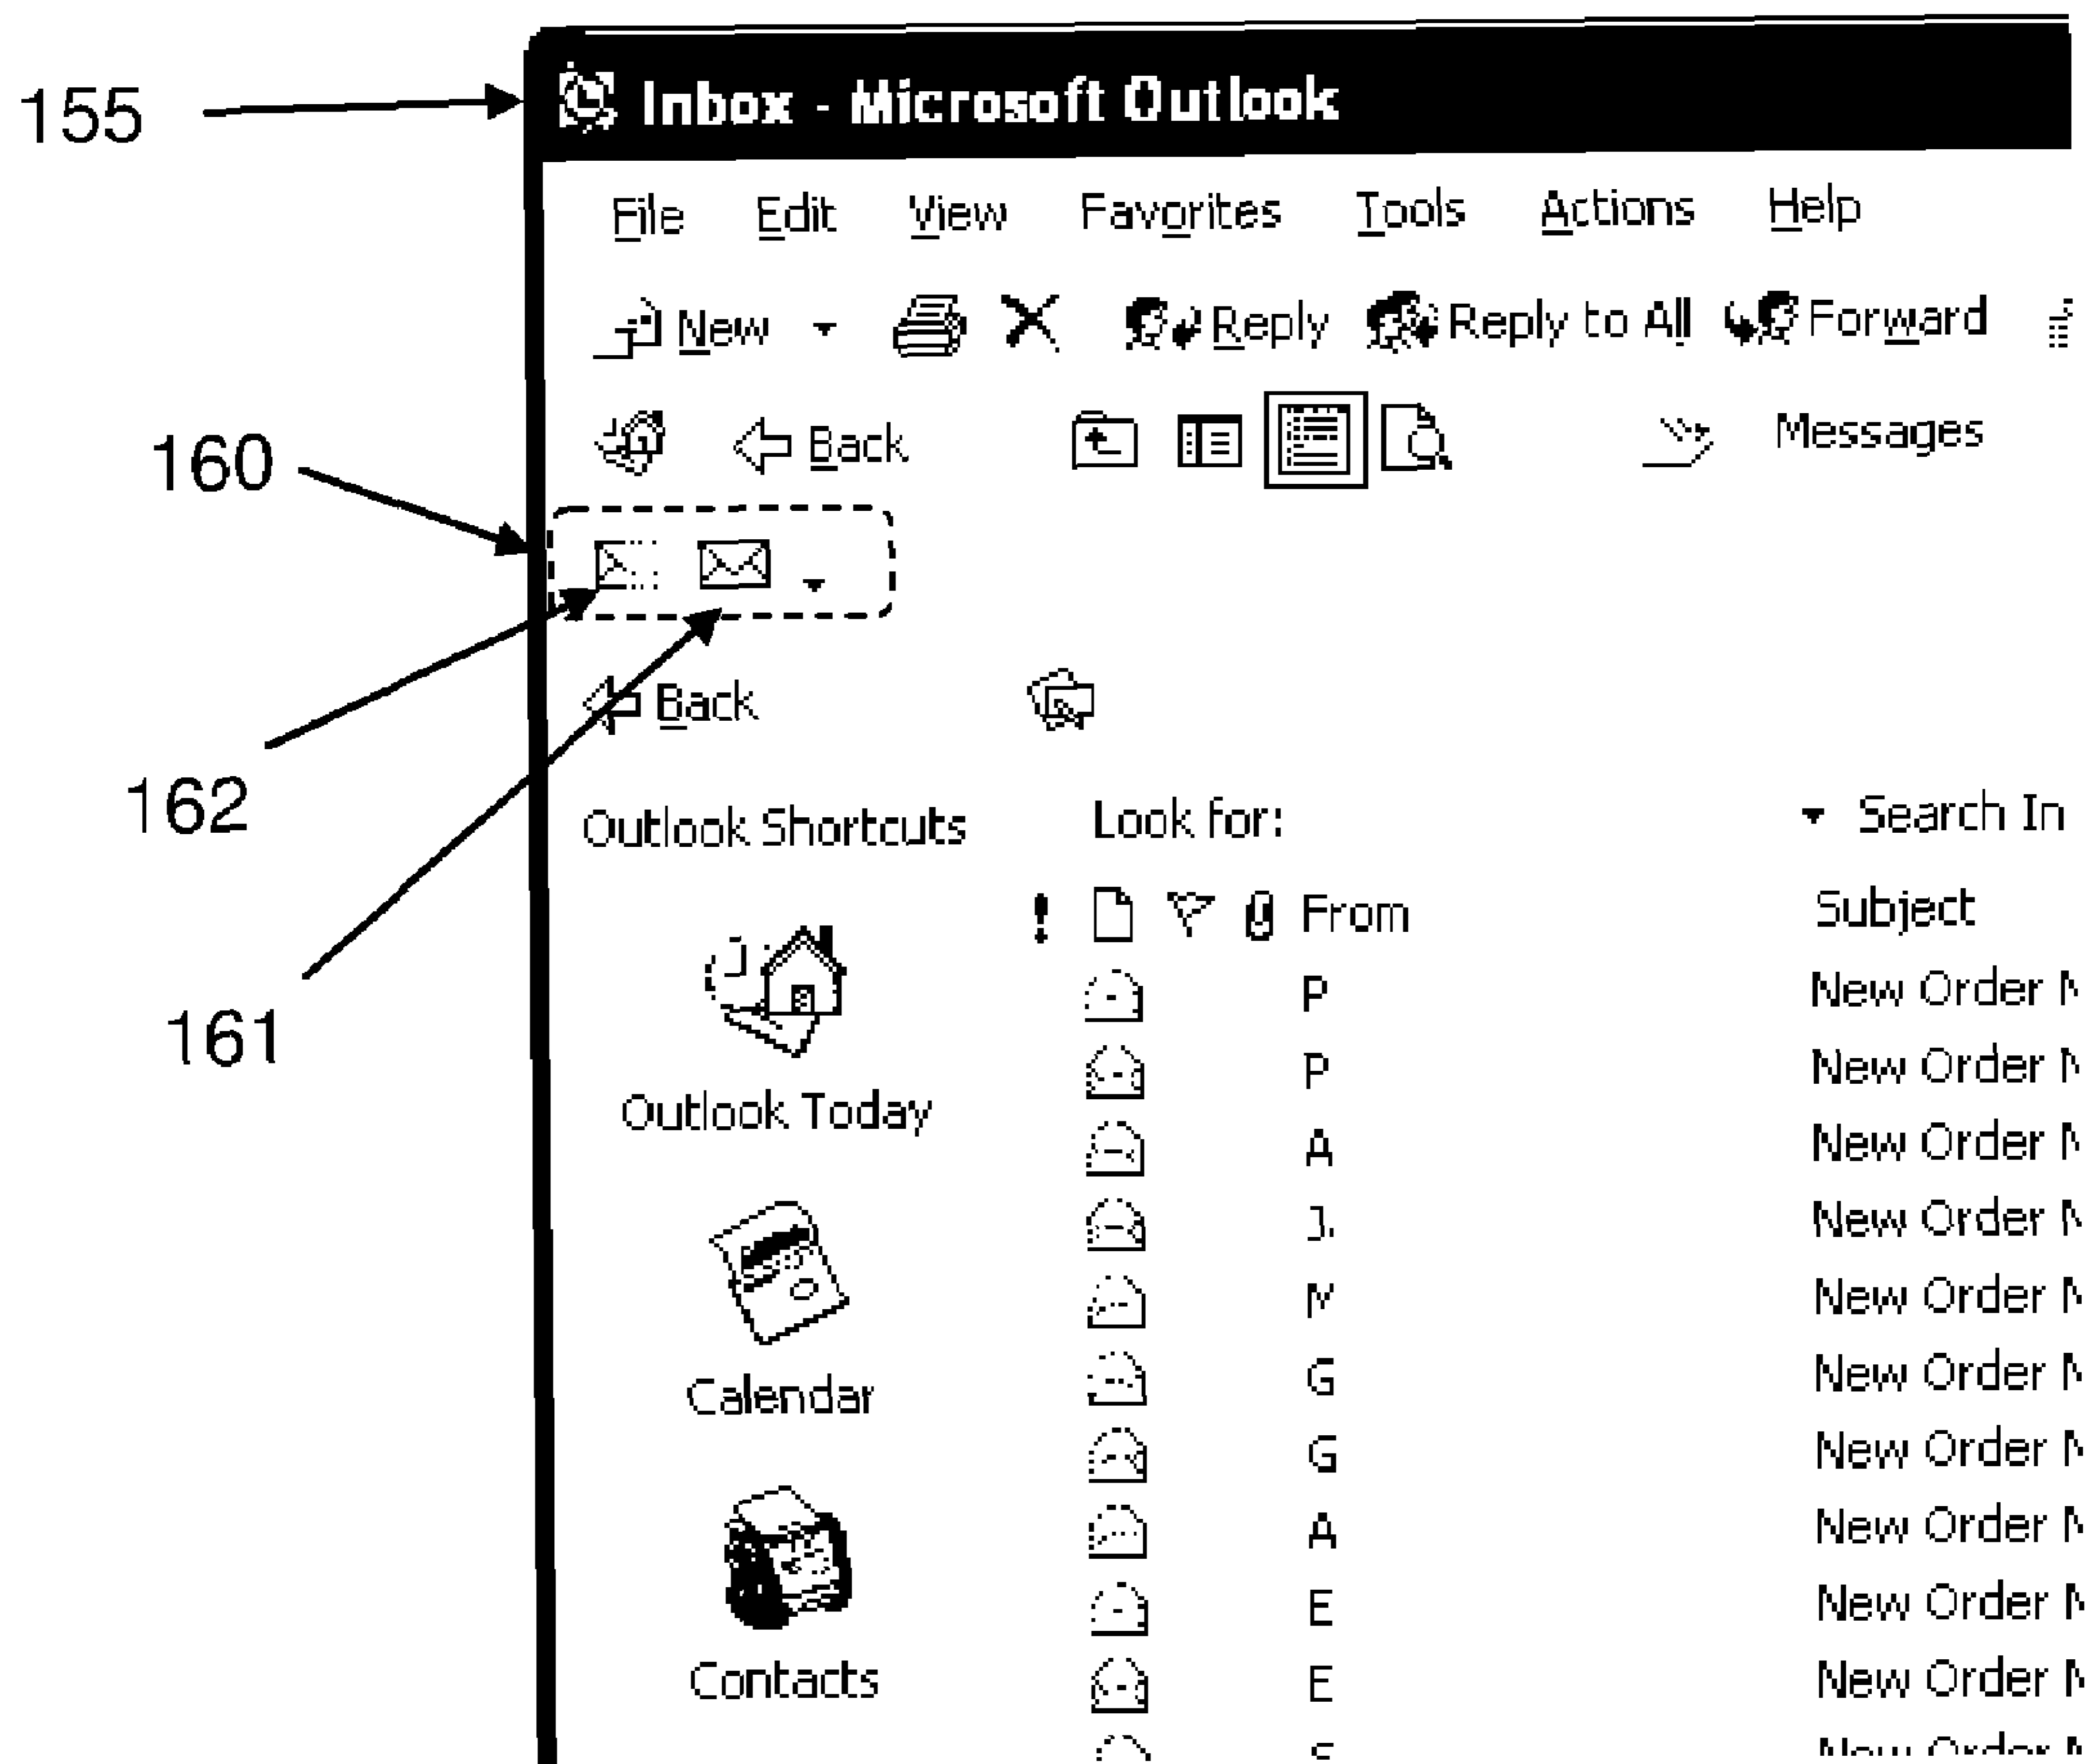 155
Inbox - Microsoft Outlook
File Edit View Favorites Tools Actions Help
New Reply Reply to All Forward
Back Messages
160
Back
162
Outlook Shortcuts Look for: Search In
! From Subject
P New Order
161
P New Order
Outlook Today
A New Order
J. New Order
M New Order
G New Order
Calendar
G New Order
A New Order
E New Order
Contacts
E New Order
New Order